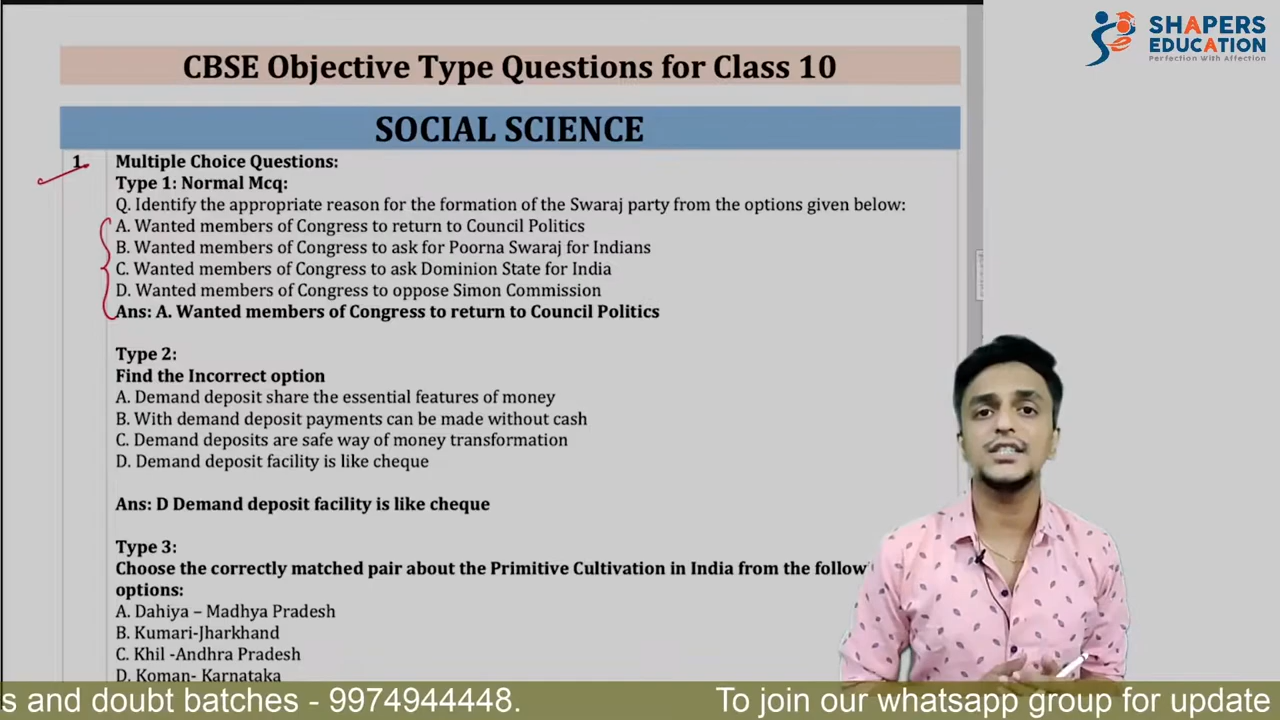 SHAPERS
EDUCATION
Perfection With Affection
CBSE Objective Type Questions for Class 10
SOCIAL SCIENCE
1. Multiple Choice Questions:
Type 1: Normal Mcq:
Q. Identify the appropriate reason for the formation of the Swaraj party from the options given below:
A. Wanted members of Congress to return to Council Politics
B. Wanted members of Congress to ask for Poorna Swaraj for Indians
C. Wanted members of Congress to ask Dominion State for India
D. Wanted members of Congress to oppose Simon Commission
Ans: A. Wanted members of Congress to return to Council Politics
Type 2:
Find the Incorrect option
A. Demand deposit share the essential features of money
B. With demand deposit payments can be made without cash
C. Demand deposits are safe way of money transformation
D. Demand deposit facility is like cheque
Ans: D Demand deposit facility is like cheque
Type 3:
Choose the correctly matched pair about the Primitive Cultivation in India from the
options:
A. Dahiya – Madhya Pradesh
B. Kumari-Jharkhand
C. Khil -Andhra Pradesh
D. Koman- Karnataka
s and doubt batches - 9974944448. To join our whatsapp group for update